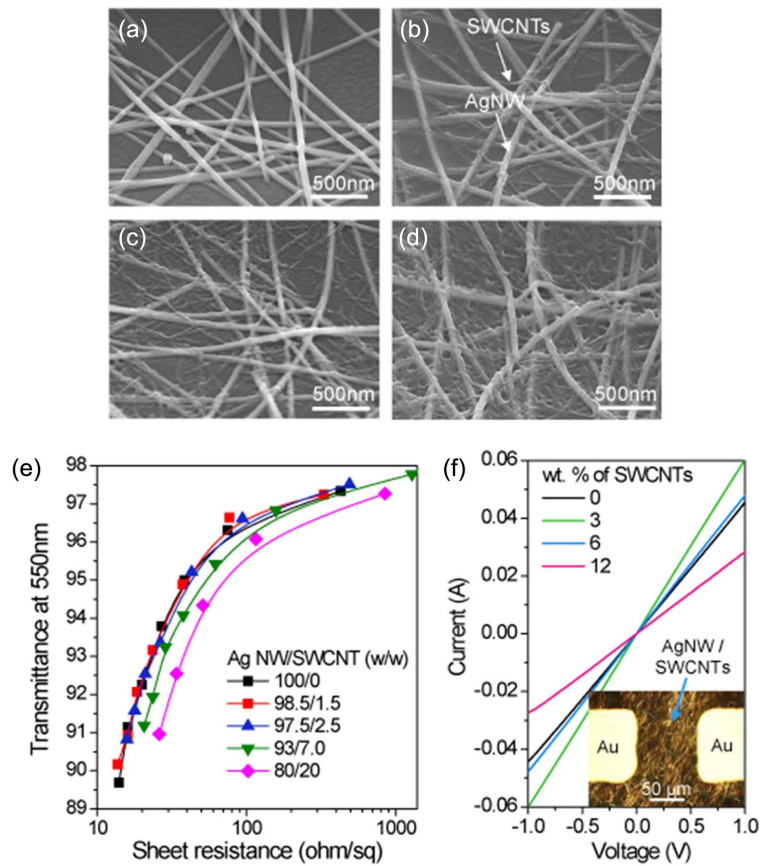 (a)
500nm
(b)
SWCNTs
AgNW
500nm
(c)
500nm
(d)
500nm
(e)
Transmittance at 550nm
98
97
96
95
94
93
92
91
90
89
Ag NW/SWCNT (w/w)
100/0
98.5/1.5
97.5/2.5
93/7.0
80/20
10
100
1000
Sheet resistance (ohm/sq)
(f)
Current (A)
0.06
0.04
0.02
0.00
-0.02
-0.04
-0.06
wt. % of SWCNTs
0
3
6
12
AgNW /
SWCNTs
Au
Au
50 µm
-1.0
-0.5
0.0
0.5
1.0
Voltage (V)